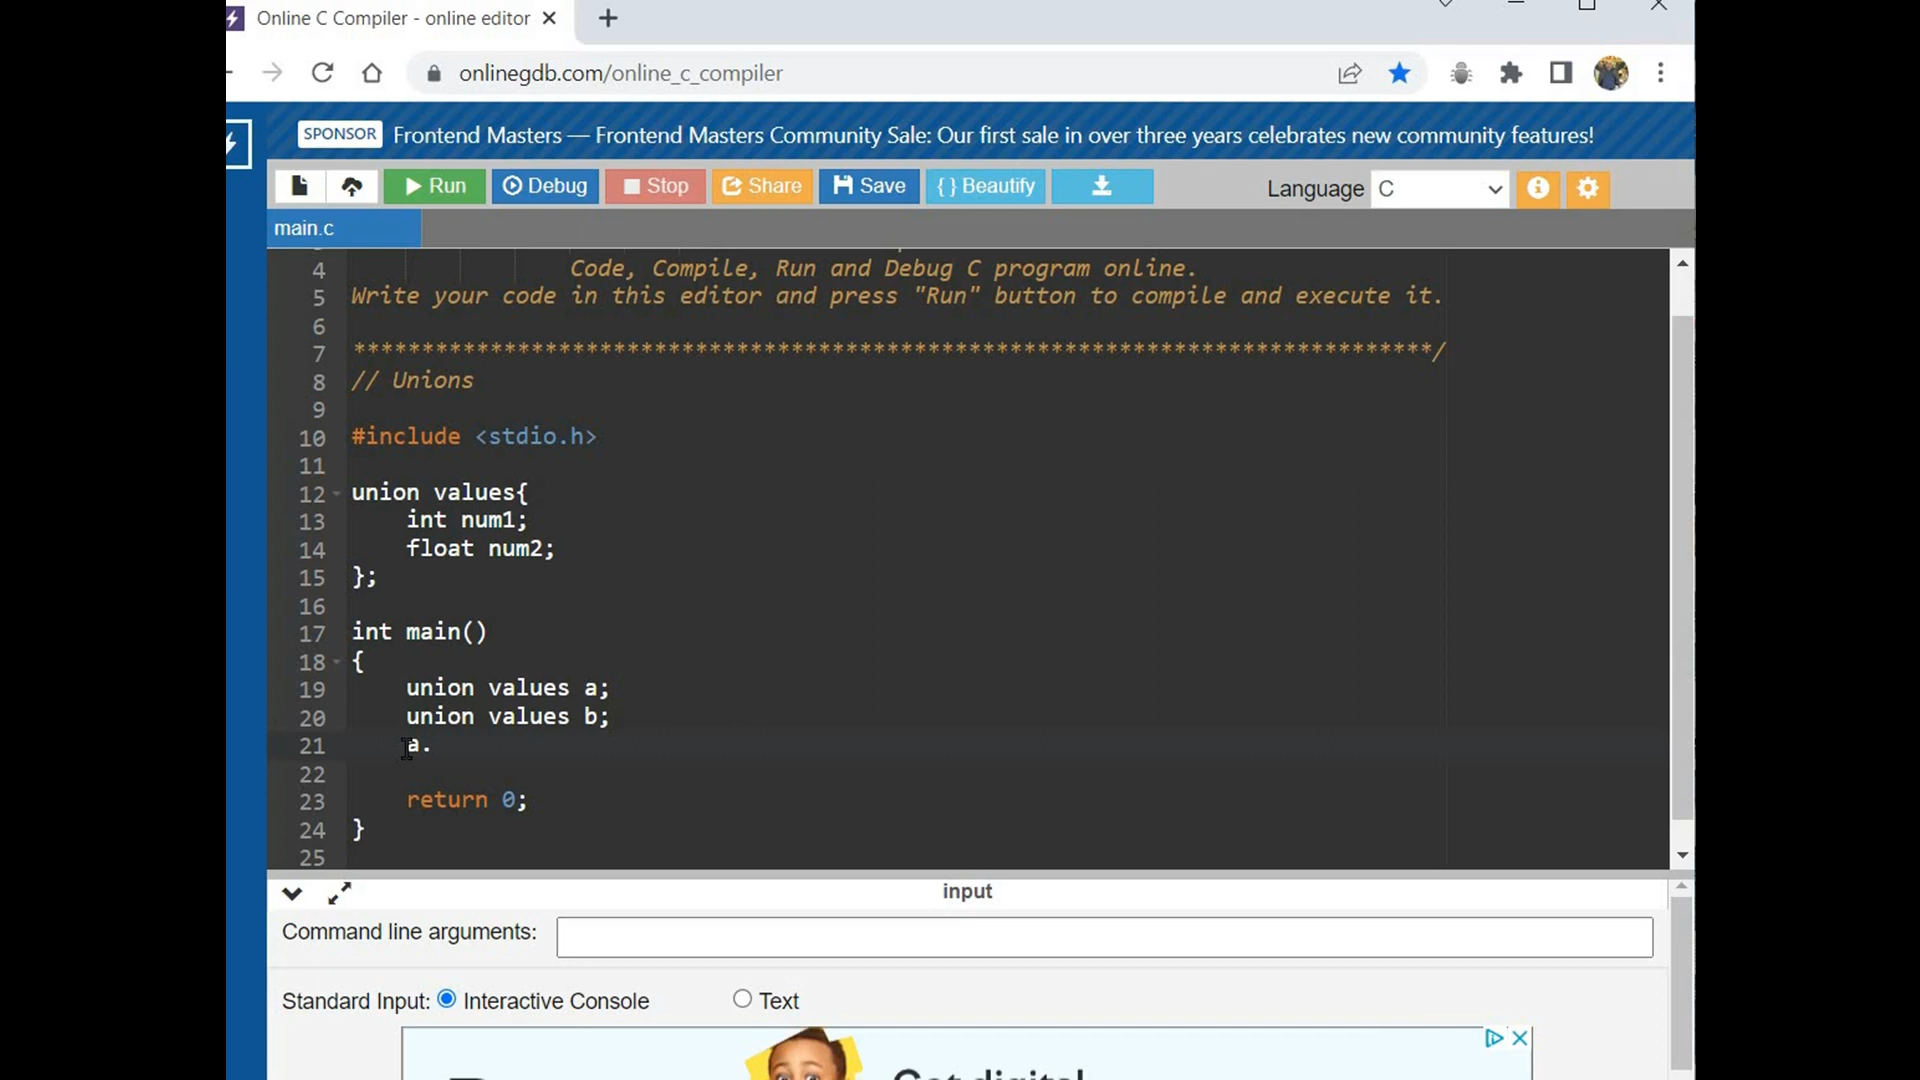 Online C Compiler - online editor
onlinegdb.com/online_c_compiler
SPONSOR Frontend Masters — Frontend Masters Community Sale: Our first sale in over three years celebrates new community features!
Run Debug Stop Share Save { } Beautify Language C
main.c
4 Code, Compile, Run and Debug C program online.
5 Write your code in this editor and press "Run" button to compile and execute it.
6
7 *******************************************************************************/
8 // Unions
9
10 #include <stdio.h>
11
12 union values{
13 int num1;
14 float num2;
15 };
16
17 int main()
18 {
19 union values a;
20 union values b;
21 a.
22
23 return 0;
24 }
25
input
Command line arguments:
Standard Input: Interactive Console Text